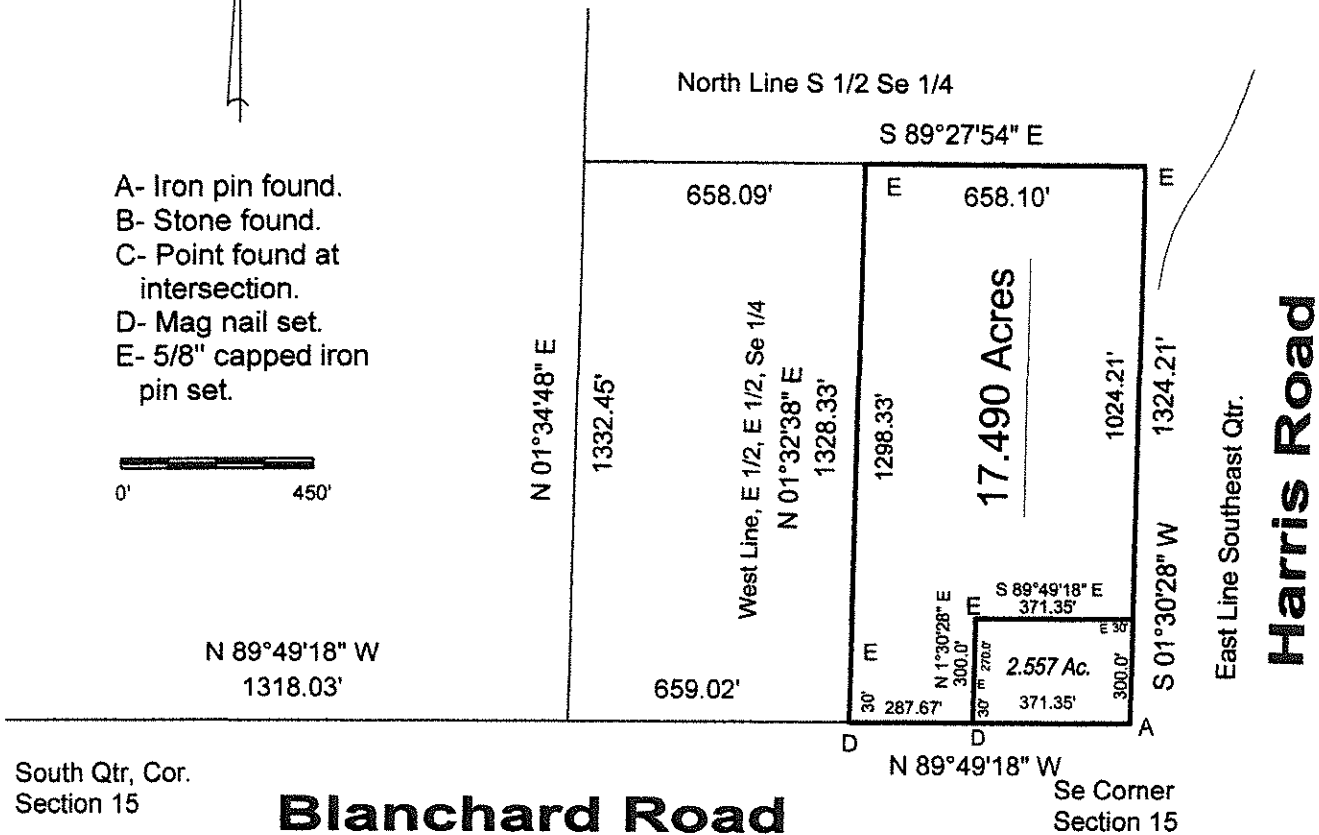 North Line S 1/2 Se 1/4
S 89°27'54" E
A- Iron pin found.
B- Stone found.
C- Point found at
intersection.
D- Mag nail set.
E- 5/8" capped iron
pin set.
0' 450'
658.09'
E
658.10'
E
N 01°34'48" E
1332.45'
West Line, E 1/2, E 1/2, Se 1/4
N 01°32'38" E
1328.33'
1298.33'
17.490 Acres
1024.21'
1324.21'
S 01°30'28" W
East Line Southeast Qtr.
Harris Road
S 89°49'18" E
371.35'
E
E 30'
N 1°30'28" E
300.0'
270.0'
E
30'
2.557 Ac.
371.35'
300.0'
E
30'
287.67'
N 89°49'18" W
1318.03'
659.02'
D
D
A
N 89°49'18" W
South Qtr, Cor.
Section 15
Blanchard Road
Se Corner
Section 15